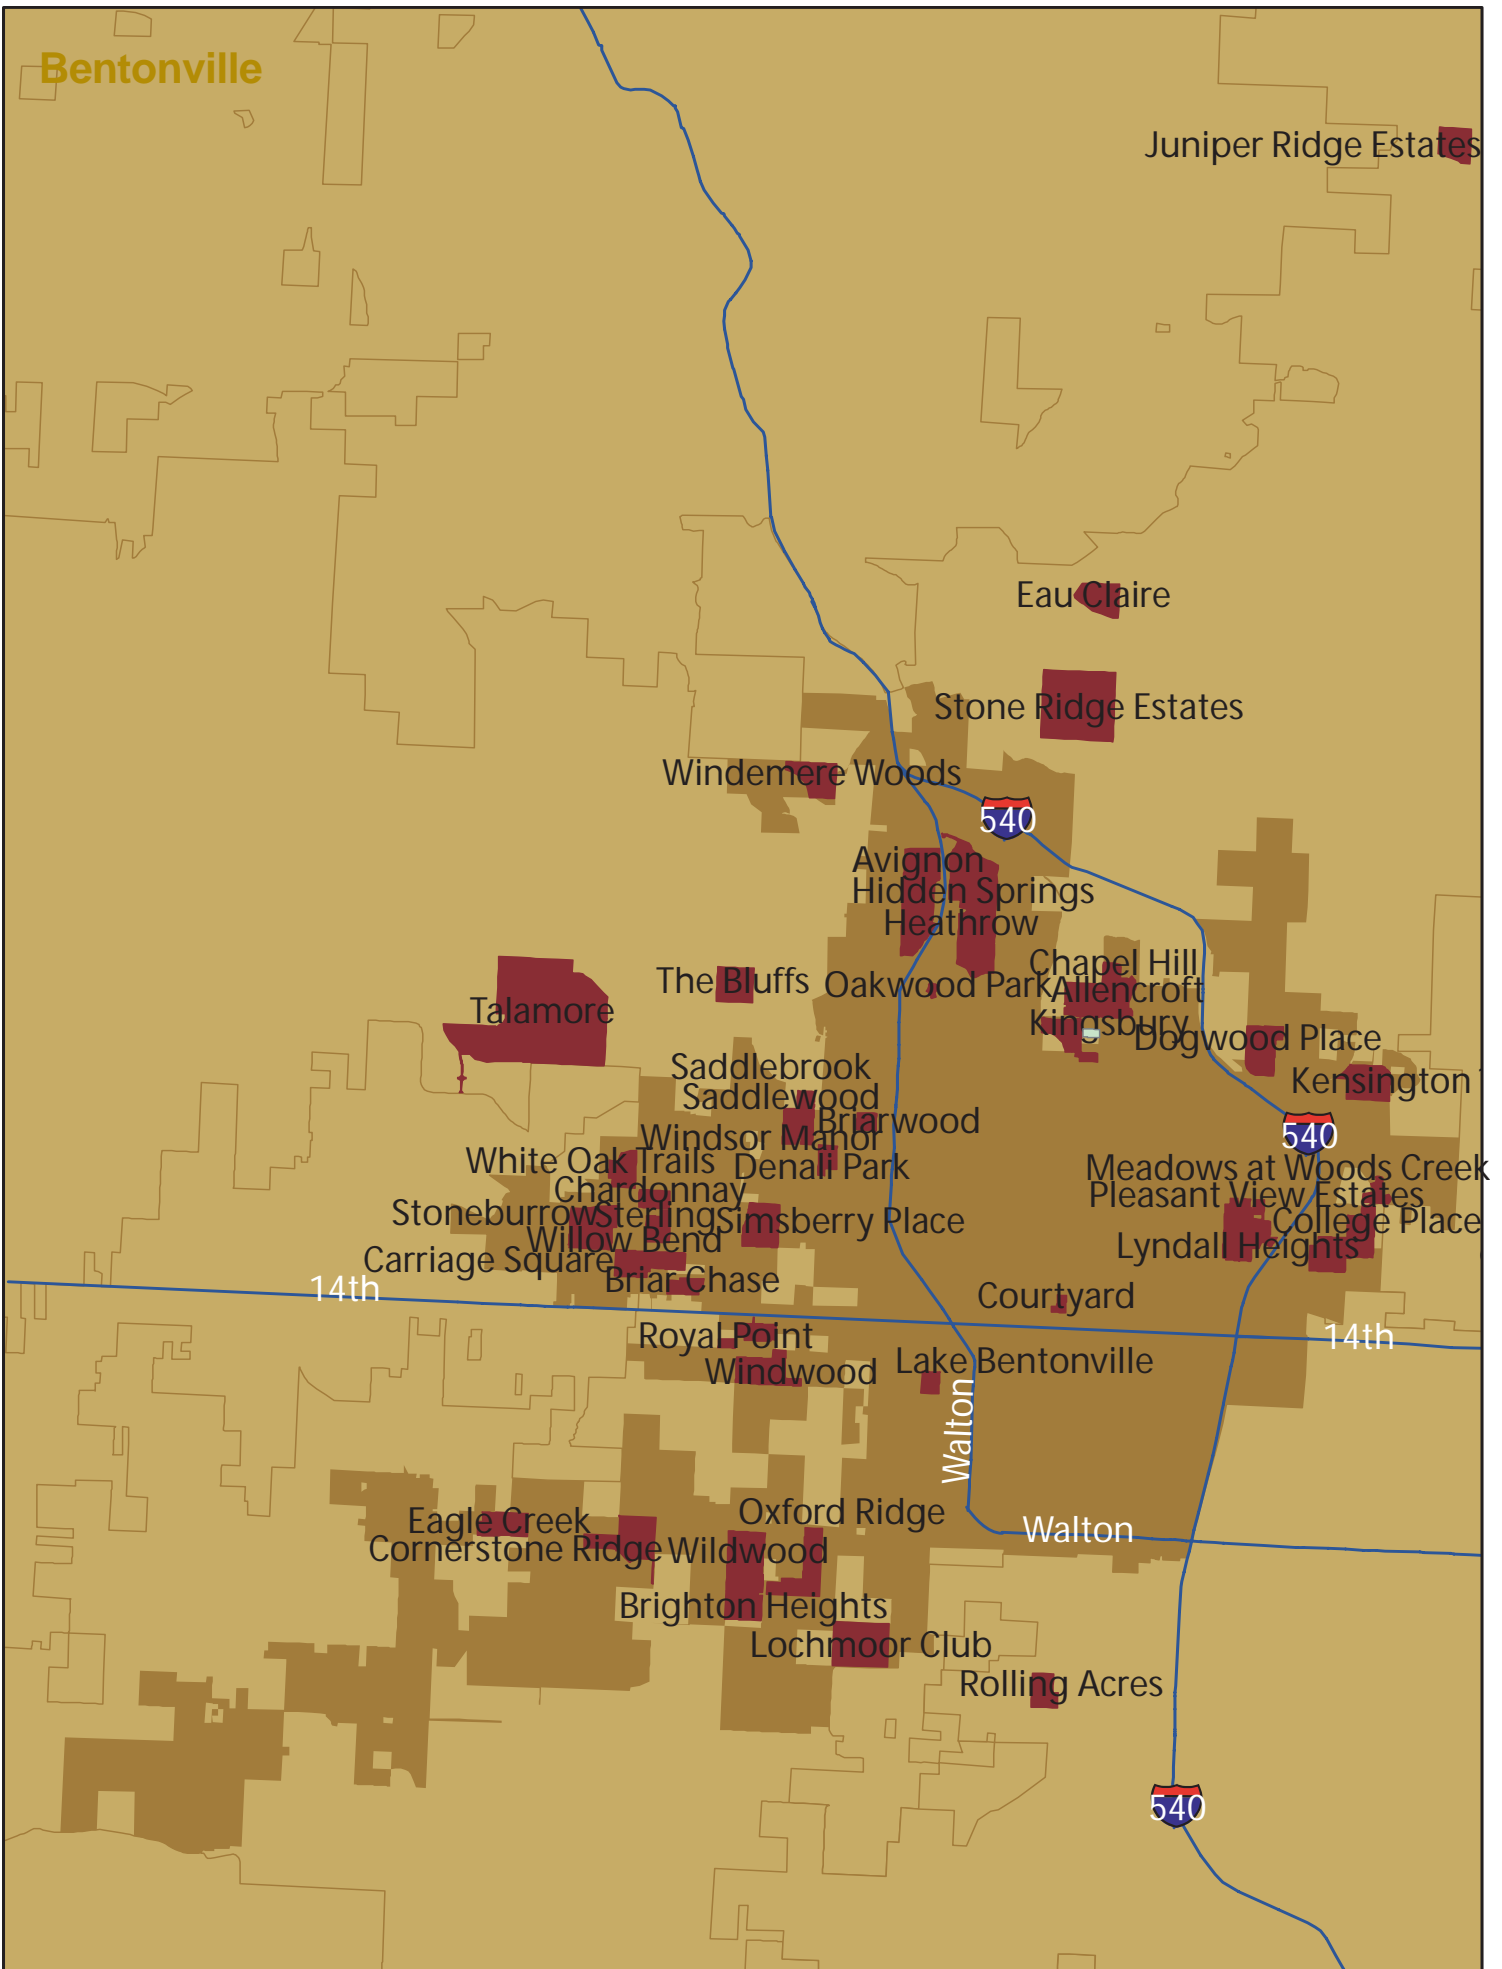 Bentonville
Juniper Ridge Estates
Eau Claire
Stone Ridge Estates
Windemere Woods
540
Avignon
Hidden Springs
Heathrow
Chapel Hill
The Bluffs
Oakwood Park
Allencroft
Talamore
Kingsbury
Dogwood Place
Saddlebrook
Kensington
Saddlewood
Briarwood
Windsor Manor
540
White Oak Trails
Denali Park
Meadows at Woods Creek
Chardonnay
Pleasant View Estates
Stoneburrow
Sterling
Simsberry Place
College Place
Willow Bend
Lyndall Heights
Carriage Square
Briar Chase
14th
Courtyard
Royal Point
14th
Lake Bentonville
Windwood
Walton
Oxford Ridge
Eagle Creek
Walton
Cornerstone Ridge
Wildwood
Brighton Heights
Lochmoor Club
Rolling Acres
540